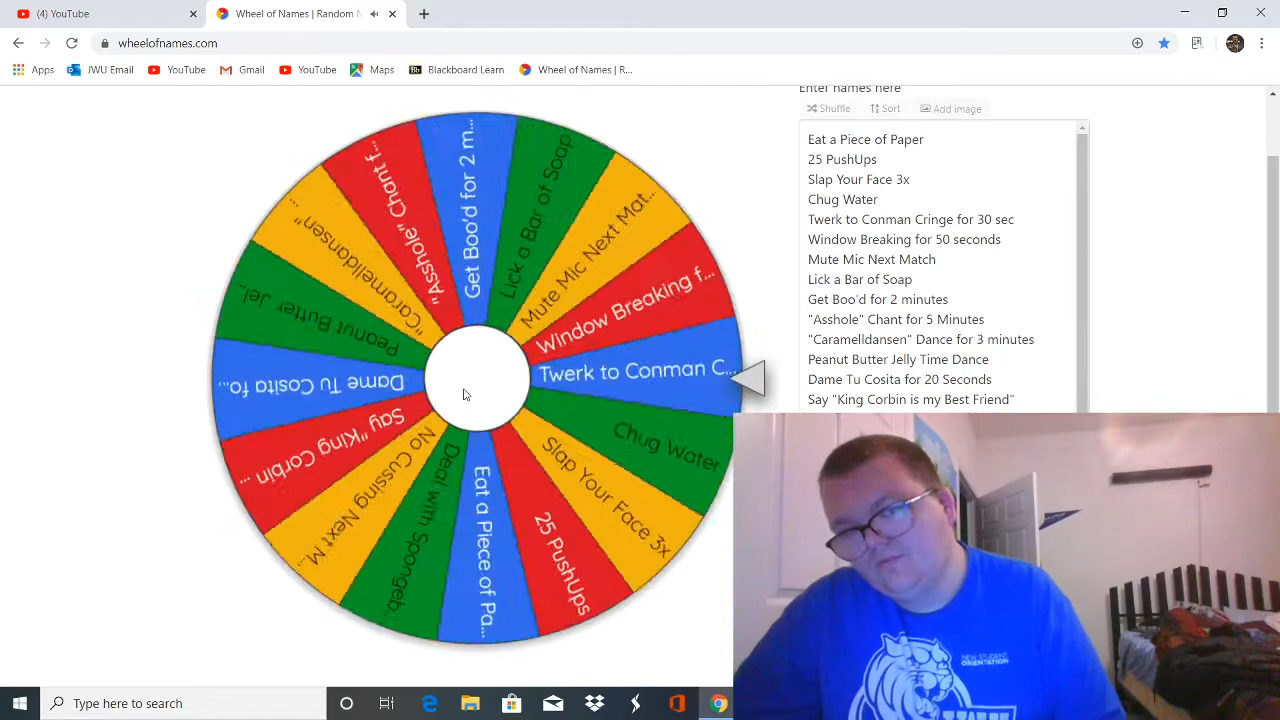 (4) YouTube
Wheel of Names | Random N
wheelofnames.com
Apps
JWU Email
YouTube
Gmail
YouTube
Maps
Bb
Blackboard Learn
Wheel of Names | R...
Enter names here
Shuffle
Sort
Add image
Eat a Piece of Paper
25 PushUps
Slap Your Face 3x
Chug Water
Twerk to Conman Cringe for 30 sec
Window Breaking for 50 seconds
Mute Mic Next Match
Lick a Bar of Soap
Get Boo'd for 2 minutes
"Asshole" Chant for 5 Minutes
"Caramelldansen" Dance for 3 minutes
Peanut Butter Jelly Time Dance
Dame Tu Cosita for 20 Seconds
Say "King Corbin is my Best Friend"
Get Boo'd for 2 m...
Lick a Bar of Soap
Mute Mic Next Mat...
Window Breaking f...
Twerk to Conman C...
Chug Water
Slap Your Face 3x
25 PushUps
Eat a Piece of Pa...
Deal with Spongeb...
No Cussing Next M...
Say "King Corbin ...
Dame Tu Cosita fo...
Peanut Butter Jel...
"Caramelldansen" ...
"Asshole" Chant f...
NEW STUDENT
ORIENTATION
Type here to search